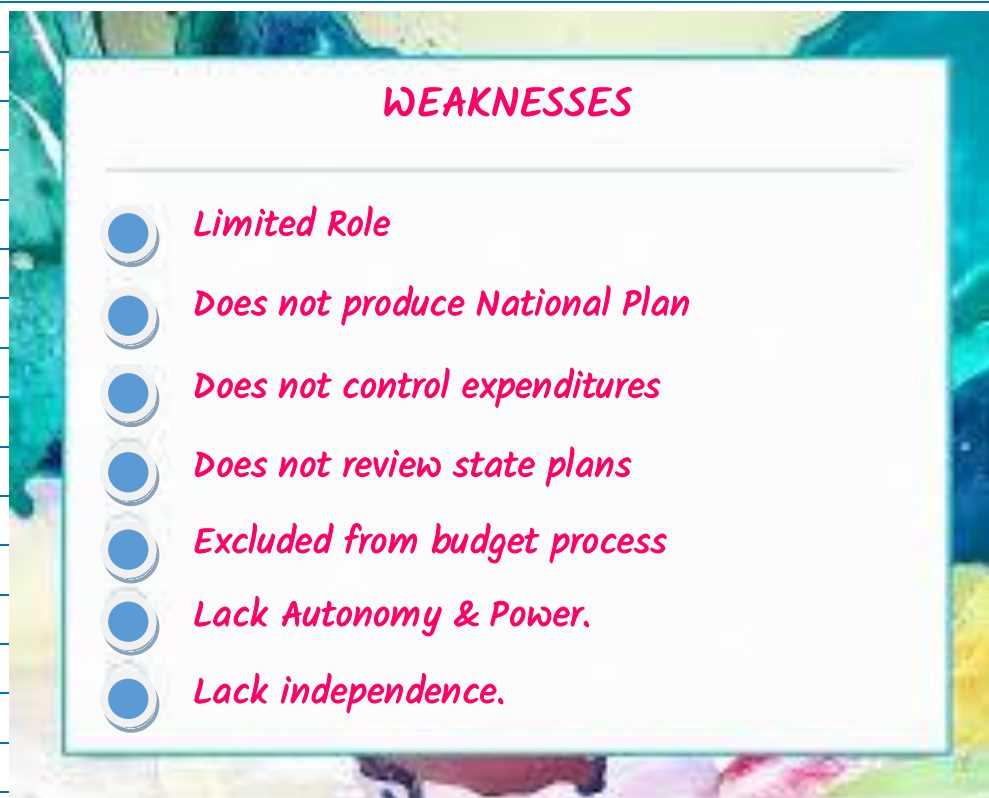 WEAKNESSES
Limited Role
Does not produce National Plan
Does not control expenditures
Does not review state plans
Excluded from budget process
Lack Autonomy & Power.
Lack independence.